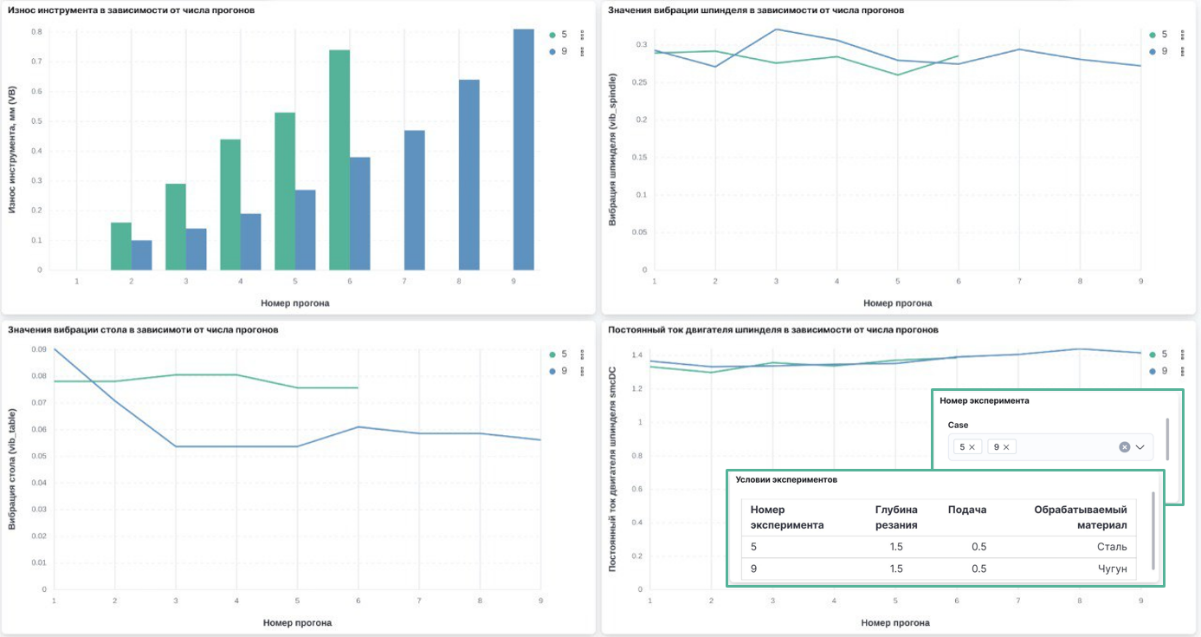 Износ инструмента в зависимости от числа прогонов
0.8
0.7
0.6
0.5
0.4
0.3
0.2
0.1
0
Износ инструмента, мм (VB)
1 2 3 4 5 6 7 8 9
Номер прогона
5
9
Значения вибрации шпинделя в зависимости от числа прогонов
0.3
0.25
0.2
0.15
0.1
0.05
0
Вибрация шпинделя (vib_spindle)
1 2 3 4 5 6 7 8 9
Номер прогона
5
9
Значения вибрации стола в зависимоти от числа прогонов
0.09
0.08
0.07
0.06
0.05
0.04
0.03
0.02
0.01
0
Вибрация стола (vib_table)
1 2 3 4 5 6 7 8 9
Номер прогона
5
9
Постоянный ток двигателя шпинделя в зависимости от числа прогонов
1.4
1.2
1
0.8
0.6
0.4
0.2
0
Постоянный ток двигателя шпинделя smcDC
1 2 3 4 5 6 7 8 9
Номер прогона
5
9
Номер эксперимента
Case
5 × 9 ×
Условии экспериментов
Номер эксперимента Глубина резания Подача Обрабатываемый материал
5 1.5 0.5 Сталь
9 1.5 0.5 Чугун